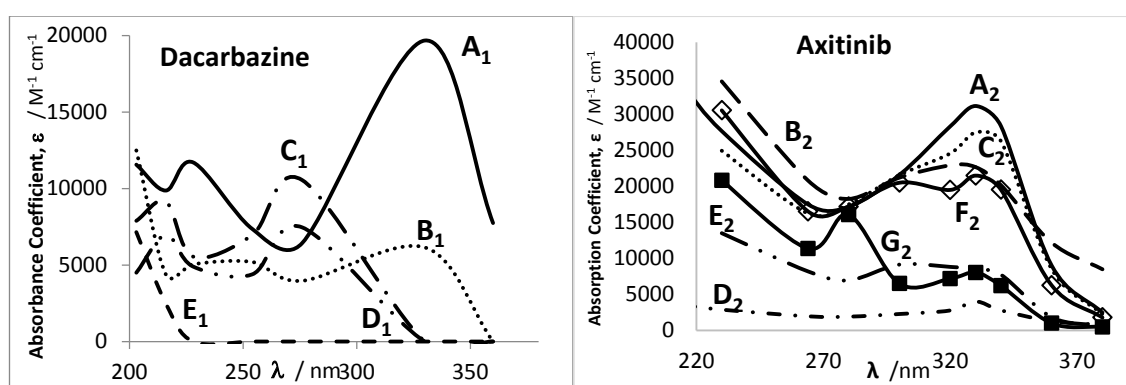 Dacarbazine
Absorbance Coefficient, ε / M-1 cm-1
20000
15000
10000
5000
0
A1
C1
B1
D1
E1
200
250
300
350
λ / nm
Axitinib
Absorption Coefficient, ε / M-1 cm-1
40000
35000
30000
25000
20000
15000
10000
5000
0
A2
B2
C2
F2
E2
G2
D2
220
270
320
370
λ / nm